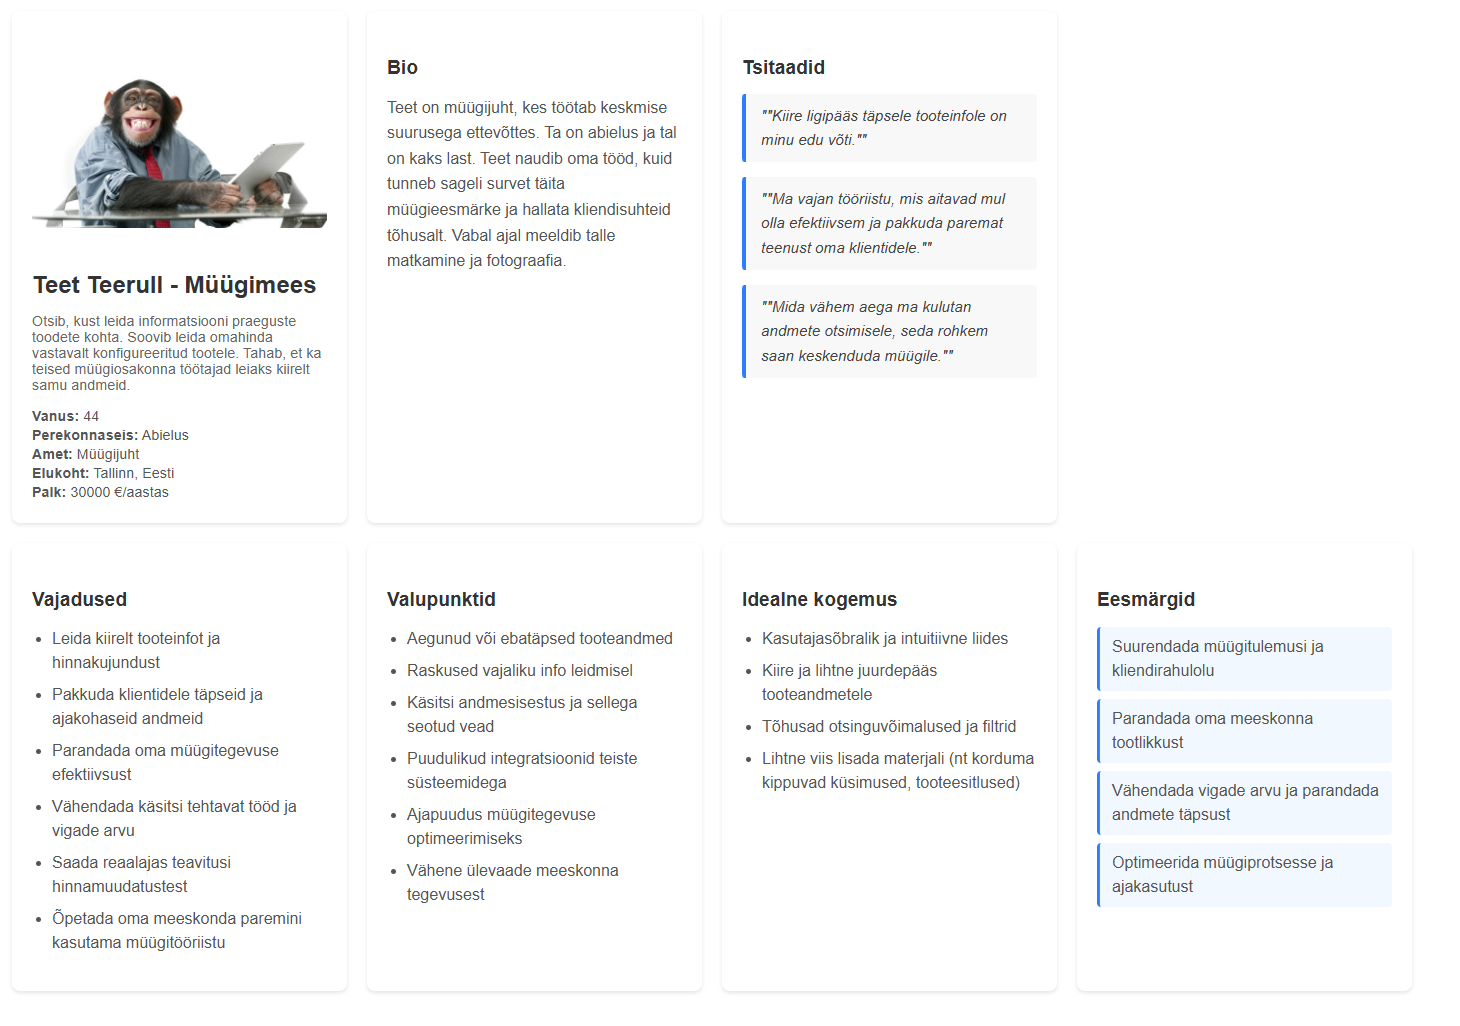 Teet Teerull - Müügimees
Otsib, kust leida informatsiooni praeguste
toodete kohta. Soovib leida omahinda
vastavalt konfigureeritud tootele. Tahab, et ka
teised müügiosakonna töötajad leiaks kiirelt
samu andmeid.
Vanus: 44
Perekonnaseis: Abielus
Amet: Müügijuht
Elukoht: Tallinn, Eesti
Palk: 30000 €/aastas
Bio
Teet on müügijuht, kes töötab keskmise
suurusega ettevõttes. Ta on abielus ja tal
on kaks last. Teet naudib oma tööd, kuid
tunneb sageli survet täita
müügieesmärke ja hallata kliendisuhteid
tõhusalt. Vabal ajal meeldib talle
matkamine ja fotograafia.
Tsitaadid
""Kiire ligipääs täpsele tooteinfole on
minu edu võti.""
""Ma vajan tööriistu, mis aitavad mul
olla efektiivsem ja pakkuda paremat
teenust oma klientidele.""
""Mida vähem aega ma kulutan
andmete otsimisele, seda rohkem
saan keskenduda müügile.""
Vajadused
• Leida kiirelt tooteinfot ja
hinnakujundust
• Pakkuda klientidele täpseid ja
ajakohaseid andmeid
• Parandada oma müügitegevuse
efektiivsust
• Vähendada käsitsi tehtavat tööd ja
vigade arvu
• Saada reaalajas teavitusi
hinnamuudatustest
• Õpetada oma meeskonda paremini
kasutama müügitööriistu
Valupunktid
• Aegunud või ebatäpsed tooteandmed
• Raskused vajaliku info leidmisel
• Käsitsi andmesisestus ja sellega
seotud vead
• Puudulikud integratsioonid teiste
süsteemidega
• Ajapuudus müügitegevuse
optimeerimiseks
• Vähene ülevaade meeskonna
tegevusest
Idealne kogemus
• Kasutajasõbralik ja intuitiivne liides
• Kiire ja lihtne juurdepääs
tooteandmetele
• Tõhusad otsinguvõimalused ja filtrid
• Lihtne viis lisada materjali (nt korduma
kippuvad küsimused, tooteesitlused)
Eesmärgid
Suurendada müügitulemusi ja
kliendirahulolu
Parandada oma meeskonna
tootlikkust
Vähendada vigade arvu ja parandada
andmete täpsust
Optimeerida müügiprotsesse ja
ajakasutust